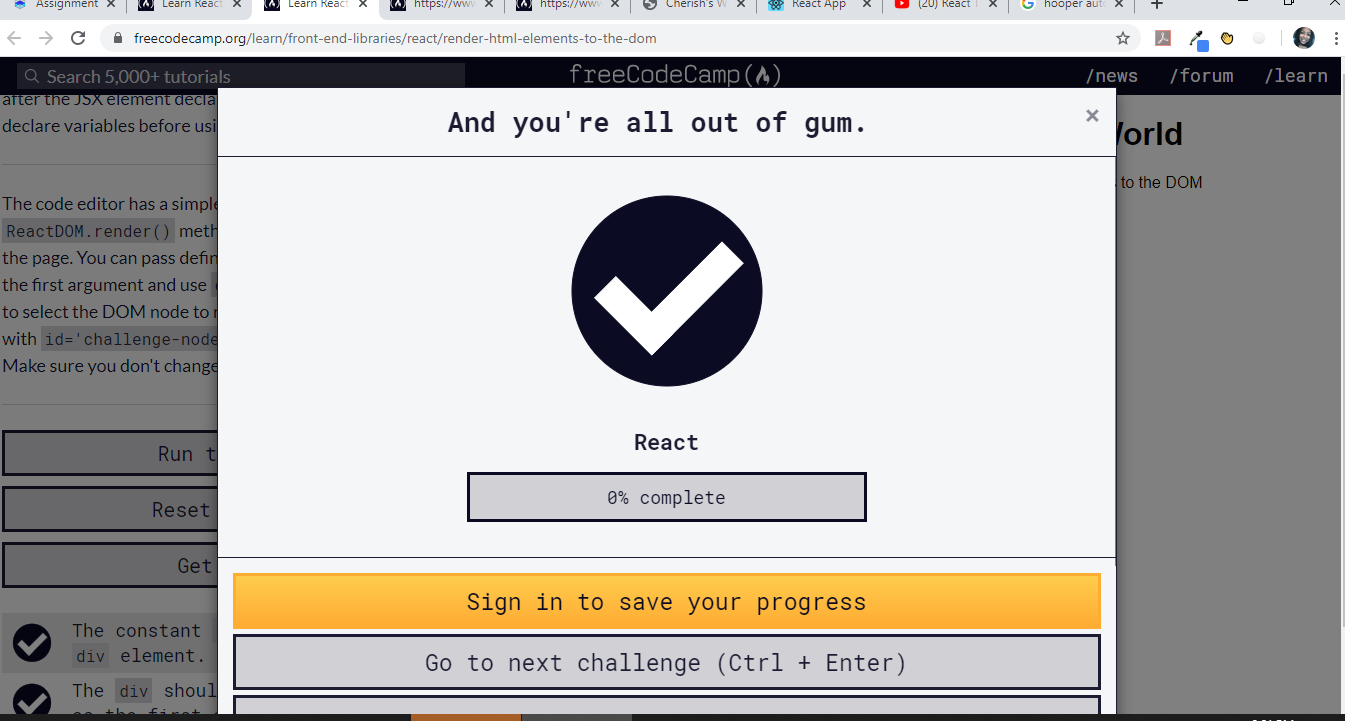 Assignment
Learn React
Learn React
https://www
https://www
Cherish's W
React App
(20) React
hooper aut
freecodecamp.org/learn/front-end-libraries/react/render-html-elements-to-the-dom
Search 5,000+ tutorials
freeCodeCamp
/news
/forum
/learn
after the JSX element decla
declare variables before usi
The code editor has a simple
ReactDOM.render() meth
the page. You can pass defin
the first argument and use
to select the DOM node to r
with id='challenge-node
Make sure you don't change
Run t
Reset
Get
The constant
div element.
The div shoul
And you're all out of gum.
×
React
0% complete
Sign in to save your progress
Go to next challenge (Ctrl + Enter)
World
to the DOM